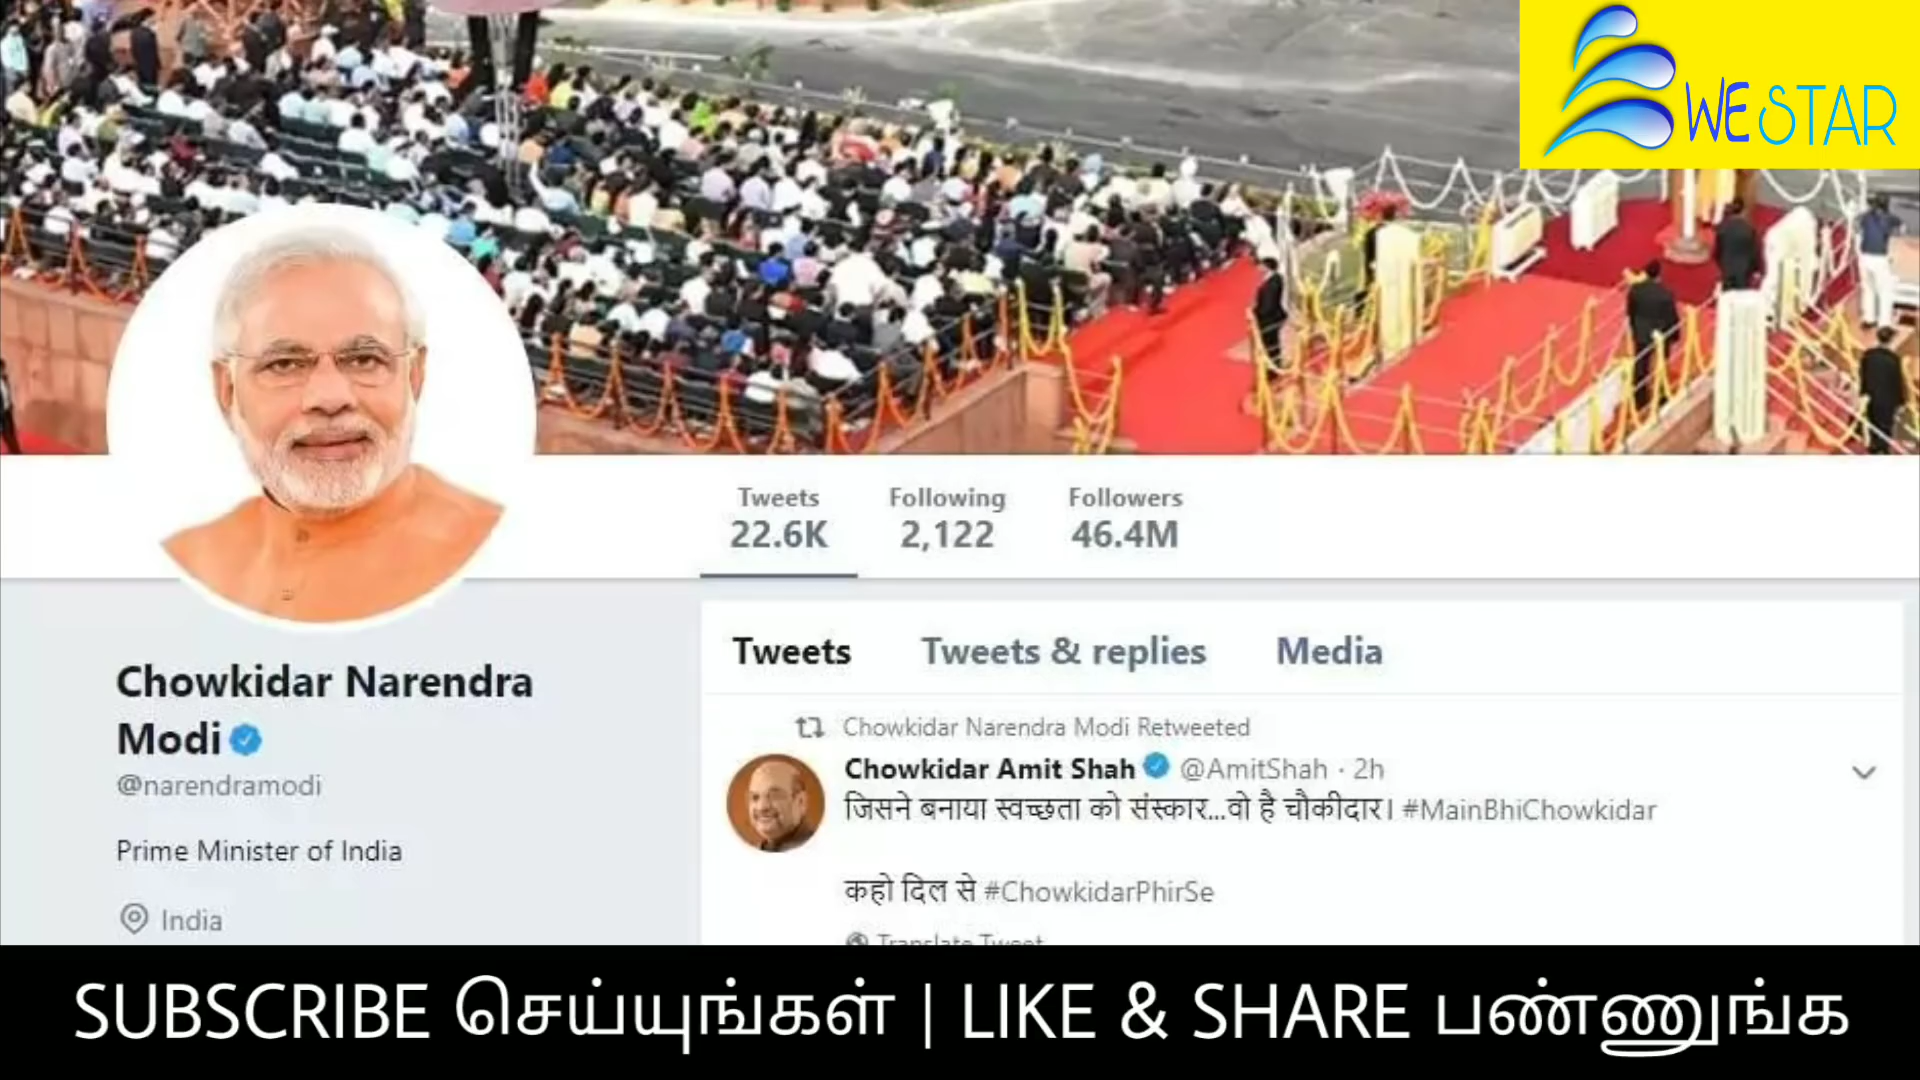 WESTAR
Tweets Following Followers
22.6K 2,122 46.4M
Chowkidar Narendra
Modi
@narendramodi
Prime Minister of India
India
Tweets Tweets & replies Media
Chowkidar Narendra Modi Retweeted
Chowkidar Amit Shah @AmitShah · 2h
जिसने बनाया स्वच्छता को संस्कार...वो है चौकीदार। #MainBhiChowkidar
कहो दिल से #ChowkidarPhirSe
Translate Tweet
SUBSCRIBE செய்யுங்கள் | LIKE & SHARE பண்ணுங்க